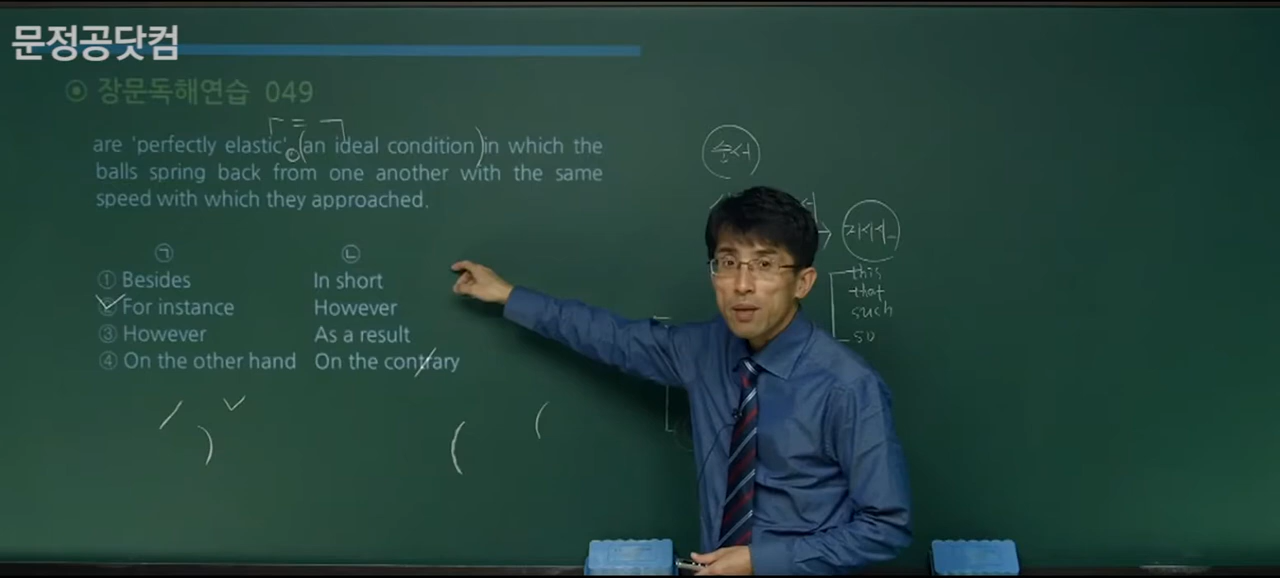 문정공닷컴
장문독해연습 049
are 'perfectly elastic', (an ideal condition) in which the
balls spring back from one another with the same
speed with which they approached.
㉠ ㉡
① Besides In short
② For instance However
③ However As a result
④ On the other hand On the contrary
순서
지시사
this
that
such
so